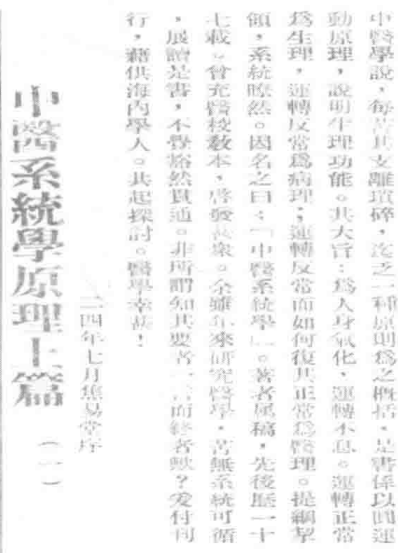 中醫學說，每苦其支離瑣碎，迄乏一種原則爲之概括，是書係以圓運
動原理，說明生理功能。其大旨：爲人身氣化，運轉不息。運轉正常
爲生理，運轉反常爲病理，運轉反常而如何復其正常爲醫理。提綱挈
領，系統瞭然。因名之曰：「中醫系統學」。著者屬稿，先後歷一十
七載。曾充醫校敎本，啓發甚衆。余雖年來研究醫學，苦無系統可循
，展讀是書，不覺豁然貫通。非所謂知其要者一言而終者歟？爰付刊
行，藉供海內學人。共起探討。醫學幸甚！
二四年七月焦易堂序
中醫系統學原理上篇　（一）